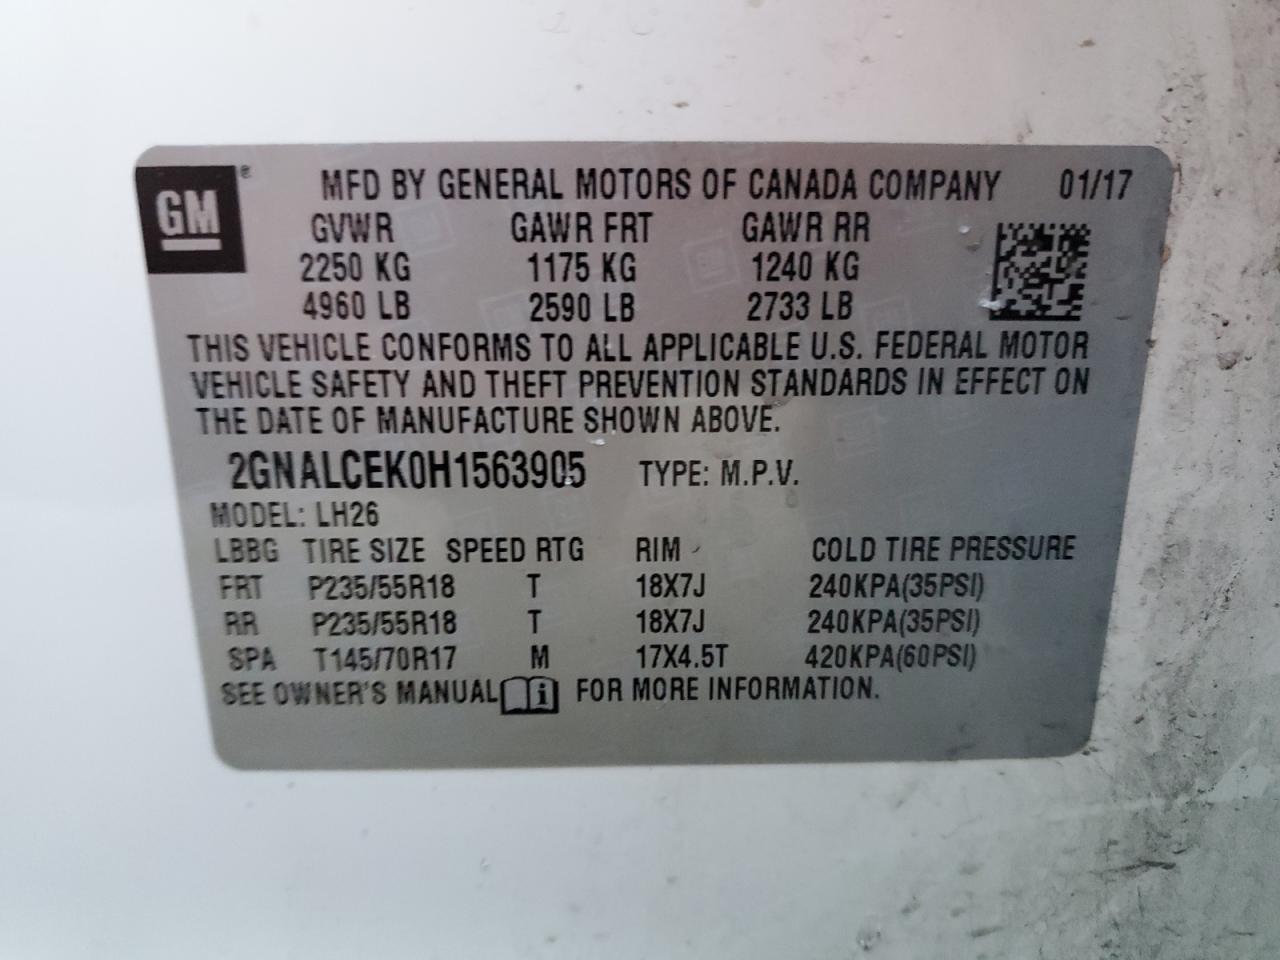 GM®
MFD BY GENERAL MOTORS OF CANADA COMPANY 01/17
GVWR GAWR FRT GAWR RR
2250 KG 1175 KG 1240 KG
4960 LB 2590 LB 2733 LB
THIS VEHICLE CONFORMS TO ALL APPLICABLE U.S. FEDERAL MOTOR
VEHICLE SAFETY AND THEFT PREVENTION STANDARDS IN EFFECT ON
THE DATE OF MANUFACTURE SHOWN ABOVE.
2GNALCEK0H1563905 TYPE: M.P.V.
MODEL: LH26
LBBG TIRE SIZE SPEED RTG RIM COLD TIRE PRESSURE
FRT P235/55R18 T 18X7J 240KPA(35PSI)
RR P235/55R18 T 18X7J 240KPA(35PSI)
SPA T145/70R17 M 17X4.5T 420KPA(60PSI)
SEE OWNER'S MANUAL i FOR MORE INFORMATION.